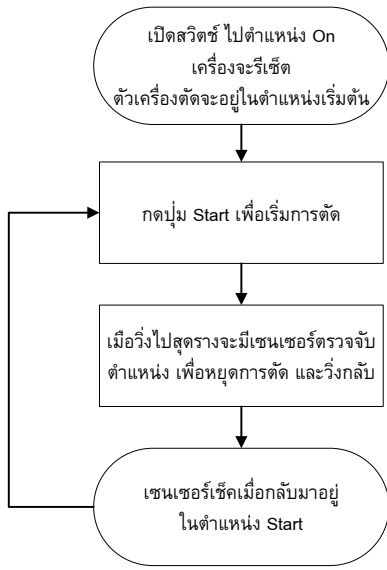 เปิดสวิตช์ ไปตำแหน่ง On
เครื่องจะรีเซ็ต
ตัวเครื่องตัดจะอยู่ในตำแหน่งเริ่มต้น
กดปุ่ม Start เพื่อเริ่มการตัด
เมือวิ่งไปสุดรางจะมีเซนเซอร์ตรวจจับ
ตำแหน่ง เพื่อหยุดการตัด และวิ่งกลับ
เซนเซอร์เช็คเมื่อกลับมาอยู่
ในตำแหน่ง Start